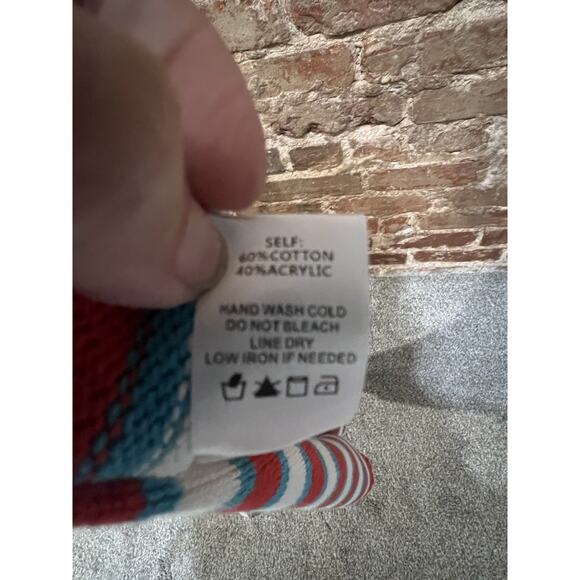 SELF:
60%COTTON
40%ACRYLIC
HAND WASH COLD
DO NOT BLEACH
LINE DRY
LOW IRON IF NEEDED